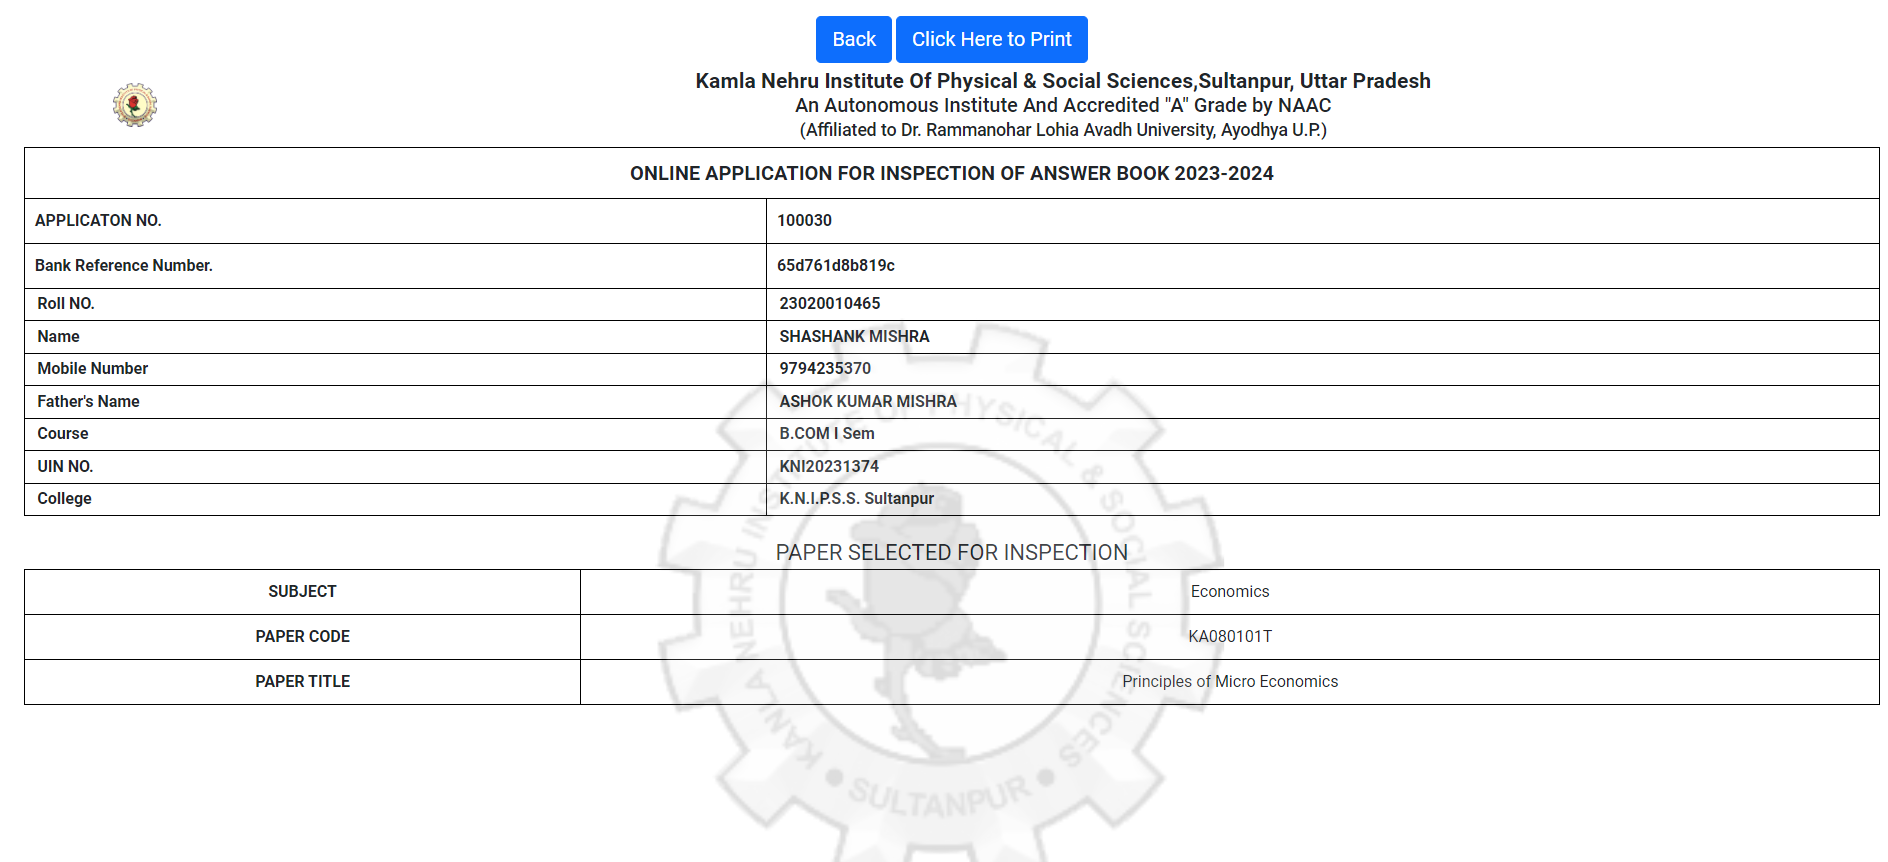 Back Click Here to Print
Kamla Nehru Institute Of Physical & Social Sciences,Sultanpur, Uttar Pradesh
An Autonomous Institute And Accredited "A" Grade by NAAC
(Affiliated to Dr. Rammanohar Lohia Avadh University, Ayodhya U.P.)
ONLINE APPLICATION FOR INSPECTION OF ANSWER BOOK 2023-2024
APPLICATON NO. 100030
Bank Reference Number. 65d761d8b819c
Roll NO. 23020010465
Name SHASHANK MISHRA
Mobile Number 9794235370
Father's Name ASHOK KUMAR MISHRA
Course B.COM I Sem
UIN NO. KNI20231374
College K.N.I.P.S.S. Sultanpur
PAPER SELECTED FOR INSPECTION
SUBJECT Economics
PAPER CODE KA080101T
PAPER TITLE Principles of Micro Economics
KAMLA NEHRU INSTITUTE OF PHYSICAL & SOCIAL SCIENCES
SULTANPUR